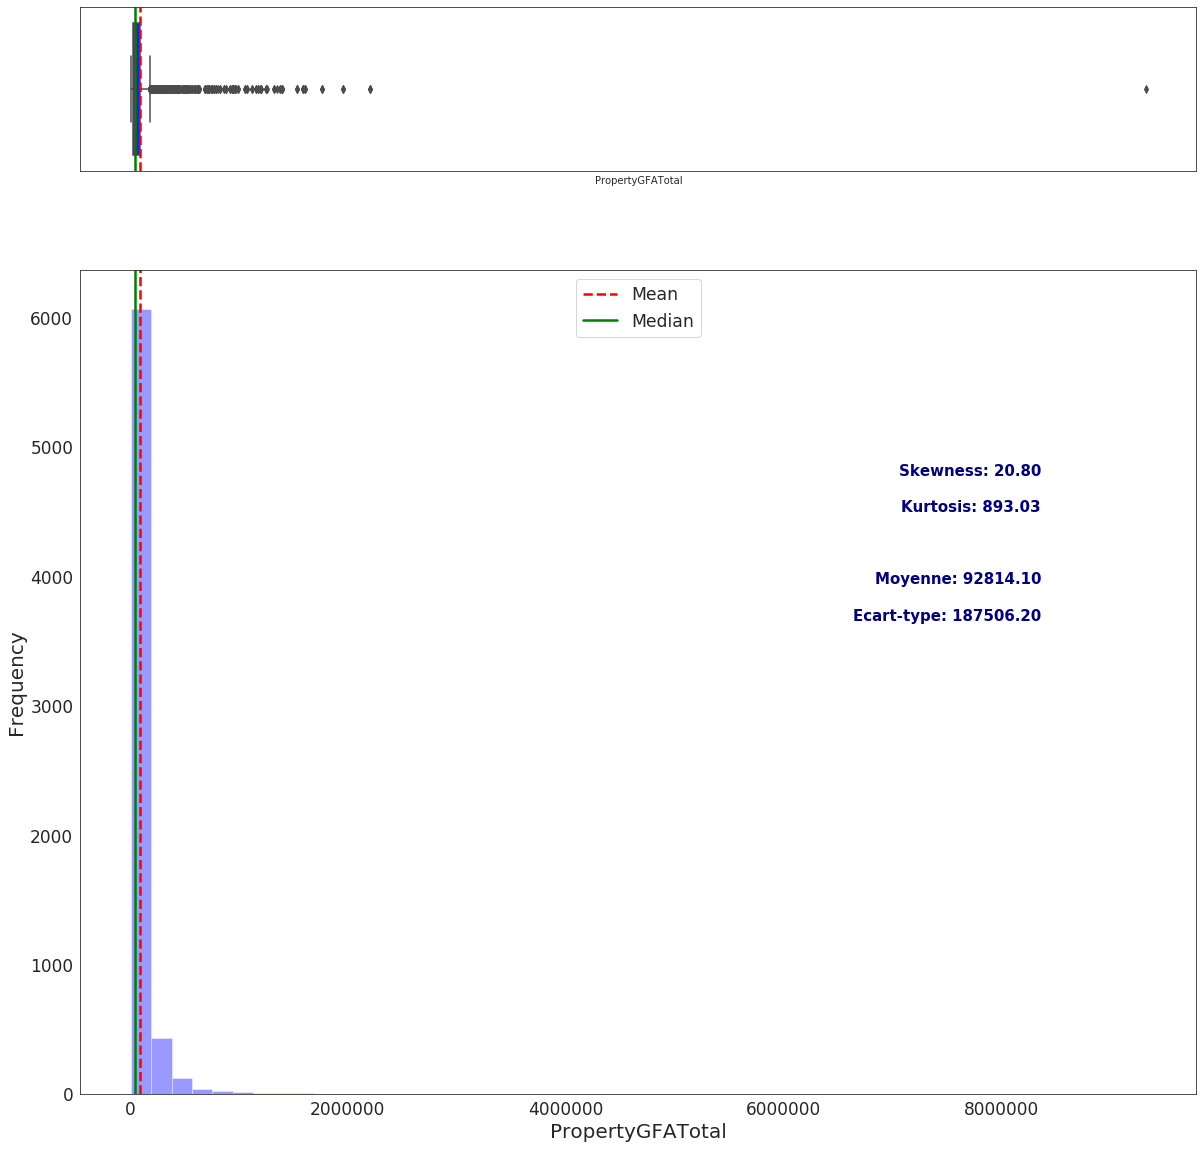 PropertyGFATotal
Mean
Median
6000
5000
4000
3000
2000
1000
0
Frequency
Skewness: 20.80
Kurtosis: 893.03
Moyenne: 92814.10
Ecart-type: 187506.20
0 2000000 4000000 6000000 8000000
PropertyGFATotal